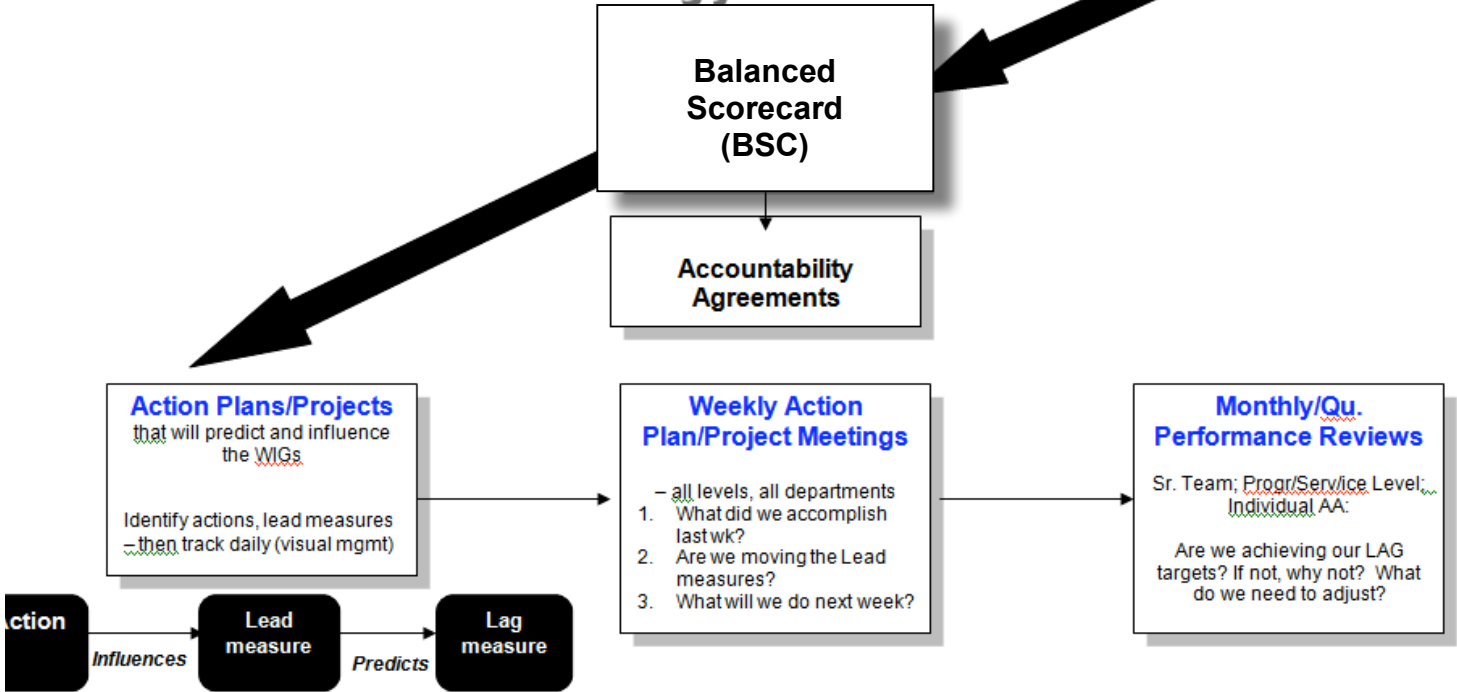 Balanced
Scorecard
(BSC)
Accountability
Agreements
Action Plans/Projects
that will predict and influence
the WIGs
Identify actions, lead measures
– then track daily (visual mgmt)
Weekly Action
Plan/Project Meetings
– all levels, all departments
1. What did we accomplish
last wk?
2. Are we moving the Lead
measures?
3. What will we do next week?
Monthly/Qu.
Performance Reviews
Sr. Team; Progr/Serv/ice Level;
Individual AA:
Are we achieving our LAG
targets? If not, why not? What
do we need to adjust?
ction
Influences
Lead
measure
Predicts
Lag
measure